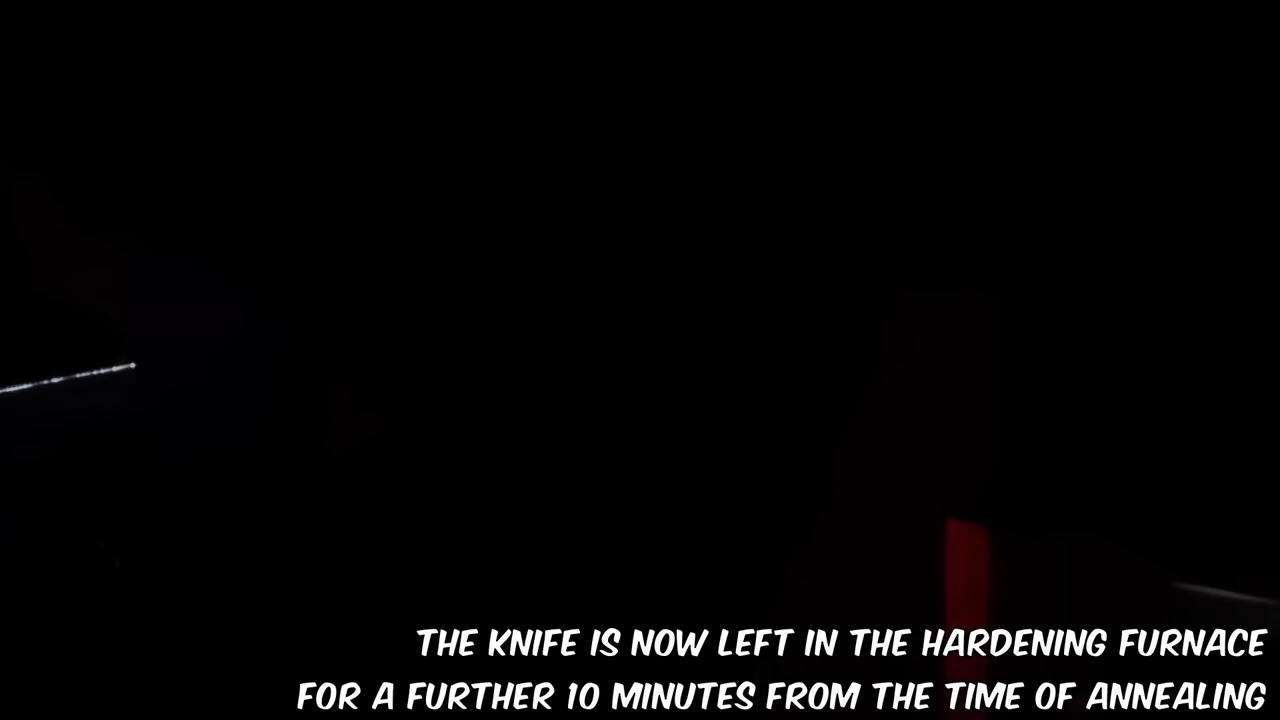 THE KNIFE IS NOW LEFT IN THE HARDENING FURNACE
FOR A FURTHER 10 MINUTES FROM THE TIME OF ANNEALING